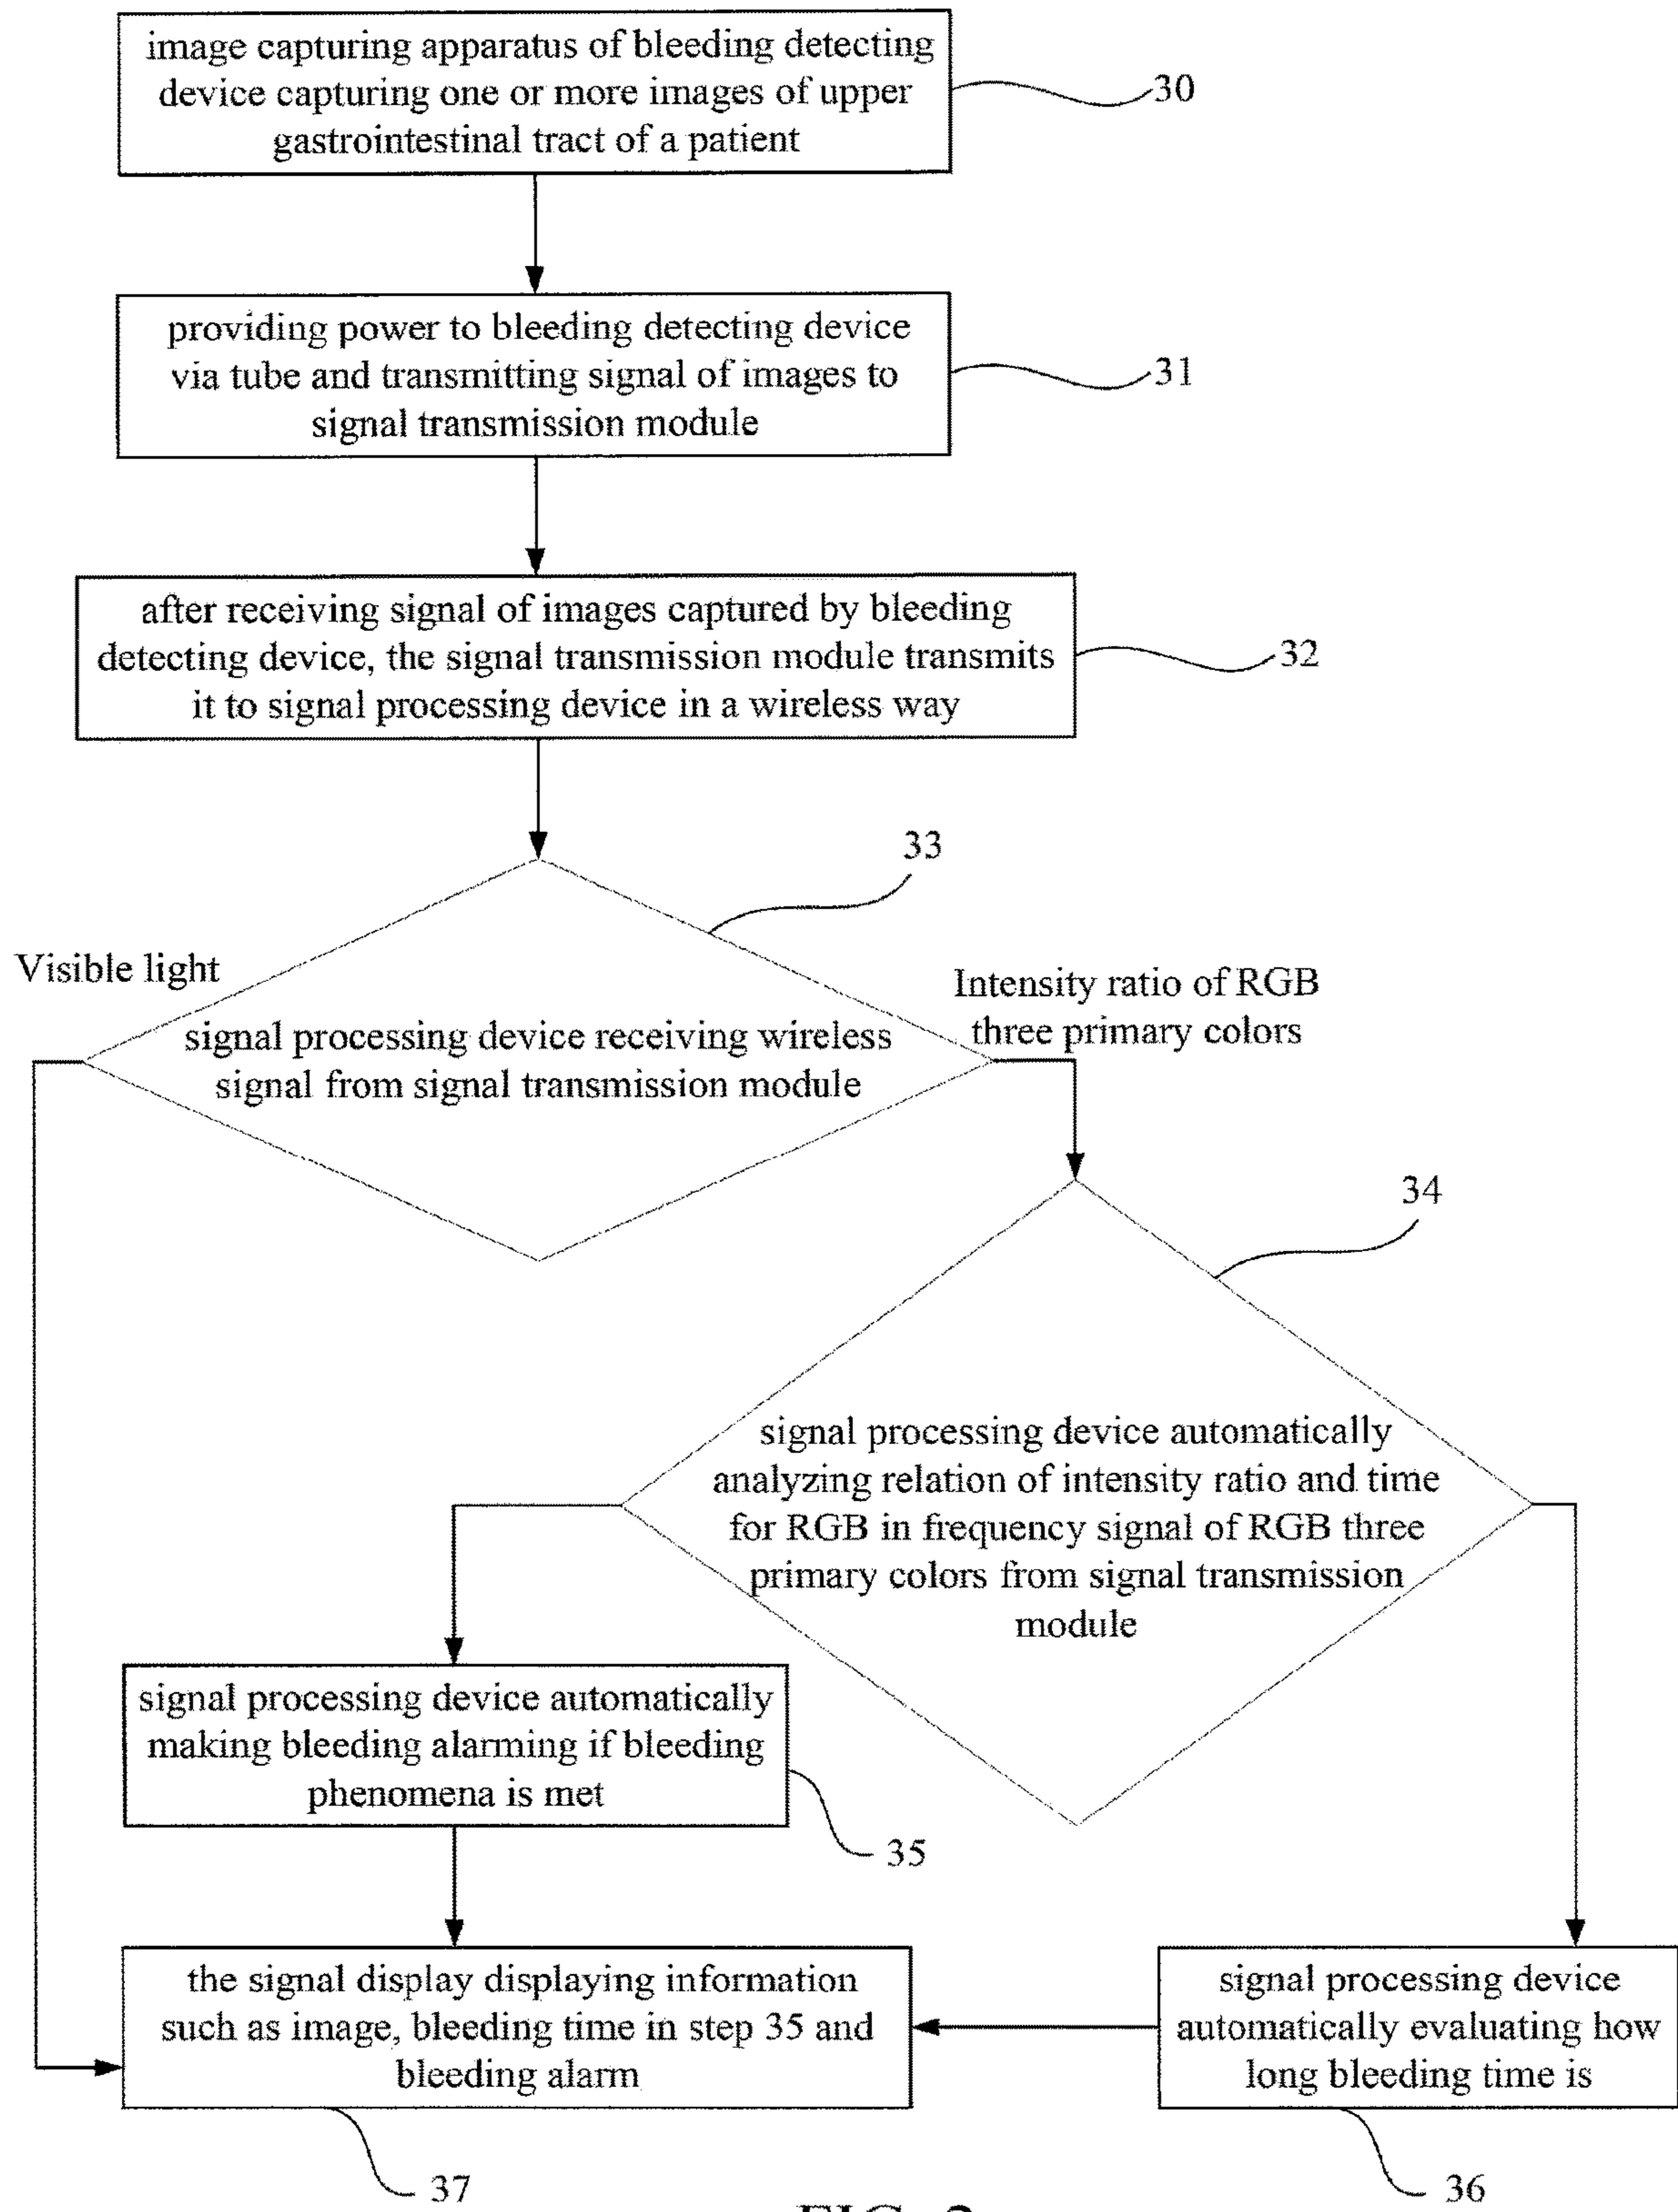 image capturing apparatus of bleeding detecting
device capturing one or more images of upper
gastrointestinal tract of a patient
30
providing power to bleeding detecting device
via tube and transmitting signal of images to
signal transmission module
31
after receiving signal of images captured by bleeding
detecting device, the signal transmission module transmits
it to signal processing device in a wireless way
32
33
Visible light
Intensity ratio of RGB
three primary colors
signal processing device receiving wireless
signal from signal transmission module
34
signal processing device automatically
analyzing relation of intensity ratio and time
for RGB in frequency signal of RGB three
primary colors from signal transmission
module
signal processing device automatically
making bleeding alarming if bleeding
phenomena is met
35
the signal display displaying information
such as image, bleeding time in step 35 and
bleeding alarm
37
signal processing device
automatically evaluating how
long bleeding time is
36